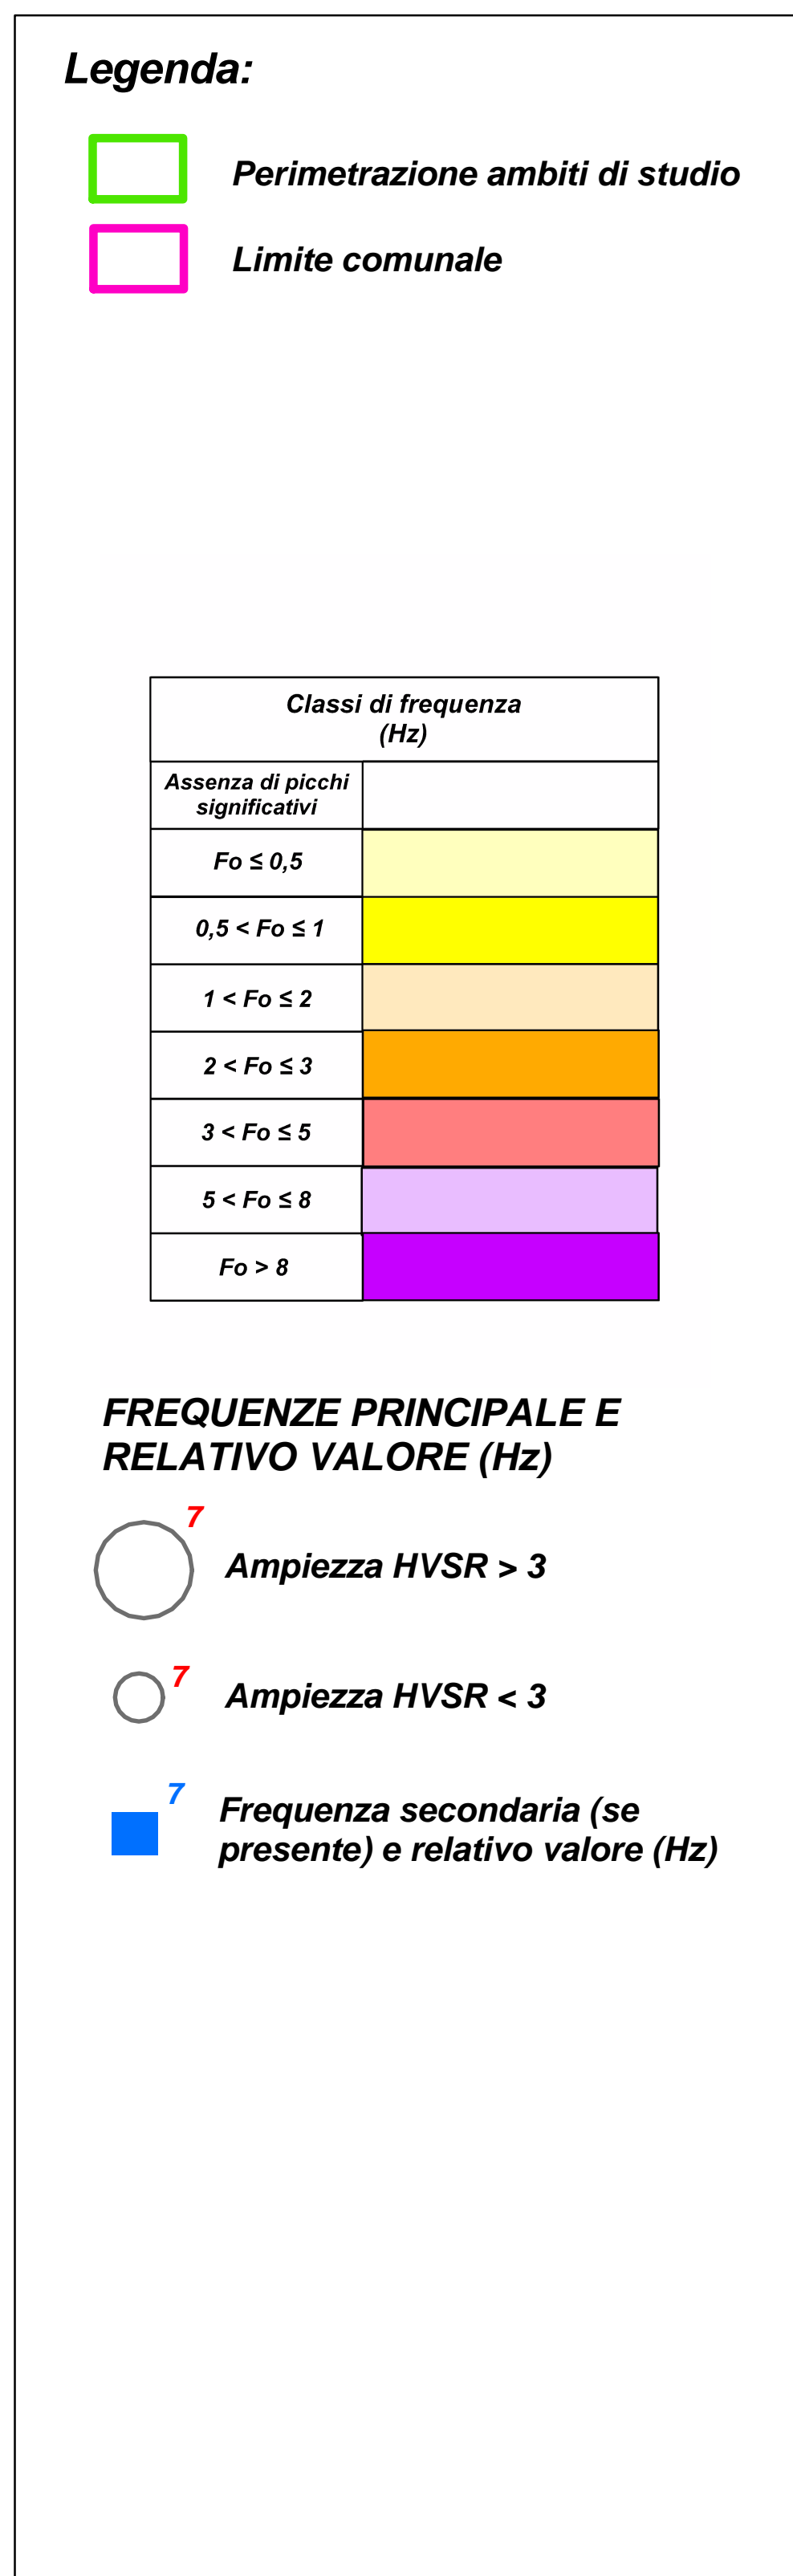 Legenda:
Perimetrazione ambiti di studio
Limite comunale
Classi di frequenza
(Hz)
Assenza di picchi
significativi
Fo ≤ 0,5
0,5 < Fo ≤ 1
1 < Fo ≤ 2
2 < Fo ≤ 3
3 < Fo ≤ 5
5 < Fo ≤ 8
Fo > 8
FREQUENZE PRINCIPALE E
RELATIVO VALORE (Hz)
7
Ampiezza HVSR > 3
7
Ampiezza HVSR < 3
7
Frequenza secondaria (se
presente) e relativo valore (Hz)